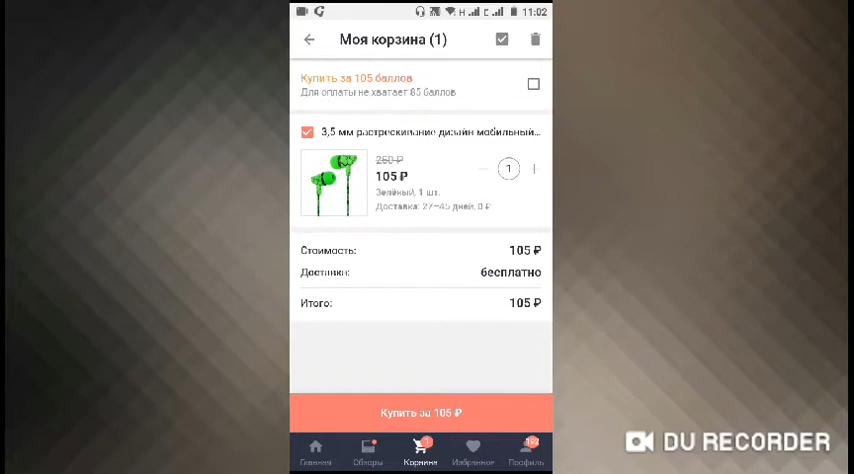 11:02
Моя корзина (1)
Купить за 105 баллов
Для оплаты не хватает 85 баллов
3,5 мм растрескивание дизайн мобильный...
250 ₽
105 ₽
1
Зелёный, 1 шт.
Доставка: 27–45 дней, 0 ₽
Стоимость: 105 ₽
Доставка: бесплатно
Итого: 105 ₽
Купить за 105 ₽
1
Главная Обзоры Корзина Избранное Профиль
DU RECORDER